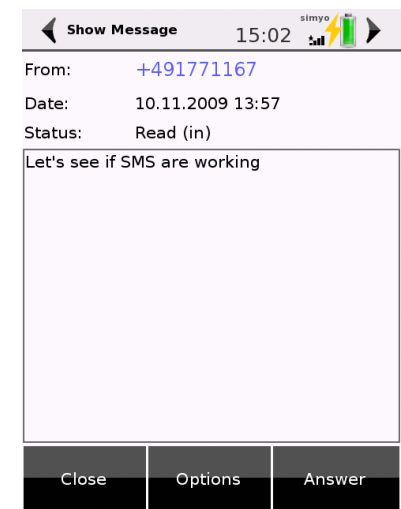 Show Message
15:02
simyo
From: +491771167
Date: 10.11.2009 13:57
Status: Read (in)
Let's see if SMS are working
Close Options Answer